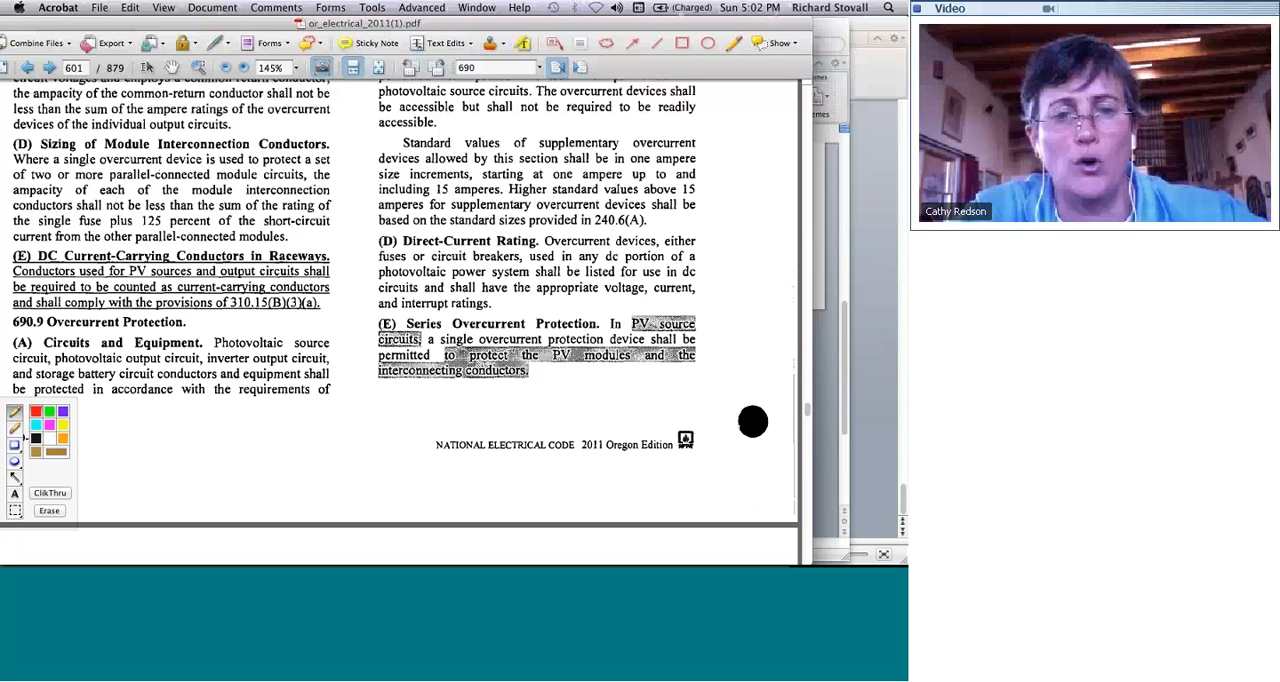 Acrobat File Edit View Document Comments Forms Tools Advanced Window Help (Charged) Sun 5:02 PM Richard Stovall
Video
or_electrical_2011(1).pdf
Combine Files Export Forms Sticky Note Text Edits Show
601 / 879 145% 690
the ampacity of the common-return conductor shall not be
less than the sum of the ampere ratings of the overcurrent
devices of the individual output circuits.
(D) Sizing of Module Interconnection Conductors.
Where a single overcurrent device is used to protect a set
of two or more parallel-connected module circuits, the
ampacity of each of the module interconnection
conductors shall not be less than the sum of the rating of
the single fuse plus 125 percent of the short-circuit
current from the other parallel-connected modules.
(E) DC Current-Carrying Conductors in Raceways.
Conductors used for PV sources and output circuits shall
be required to be counted as current-carrying conductors
and shall comply with the provisions of 310.15(B)(3)(a).
690.9 Overcurrent Protection.
(A) Circuits and Equipment. Photovoltaic source
circuit, photovoltaic output circuit, inverter output circuit,
and storage battery circuit conductors and equipment shall
be protected in accordance with the requirements of
photovoltaic source circuits. The overcurrent devices shall
be accessible but shall not be required to be readily
accessible.
Standard values of supplementary overcurrent
devices allowed by this section shall be in one ampere
size increments, starting at one ampere up to and
including 15 amperes. Higher standard values above 15
amperes for supplementary overcurrent devices shall be
based on the standard sizes provided in 240.6(A).
(D) Direct-Current Rating. Overcurrent devices, either
fuses or circuit breakers, used in any dc portion of a
photovoltaic power system shall be listed for use in dc
circuits and shall have the appropriate voltage, current,
and interrupt ratings.
(E) Series Overcurrent Protection. In PV source
circuits, a single overcurrent protection device shall be
permitted to protect the PV modules and the
interconnecting conductors.
NATIONAL ELECTRICAL CODE 2011 Oregon Edition
A
ClikThru
Erase
Cathy Redson